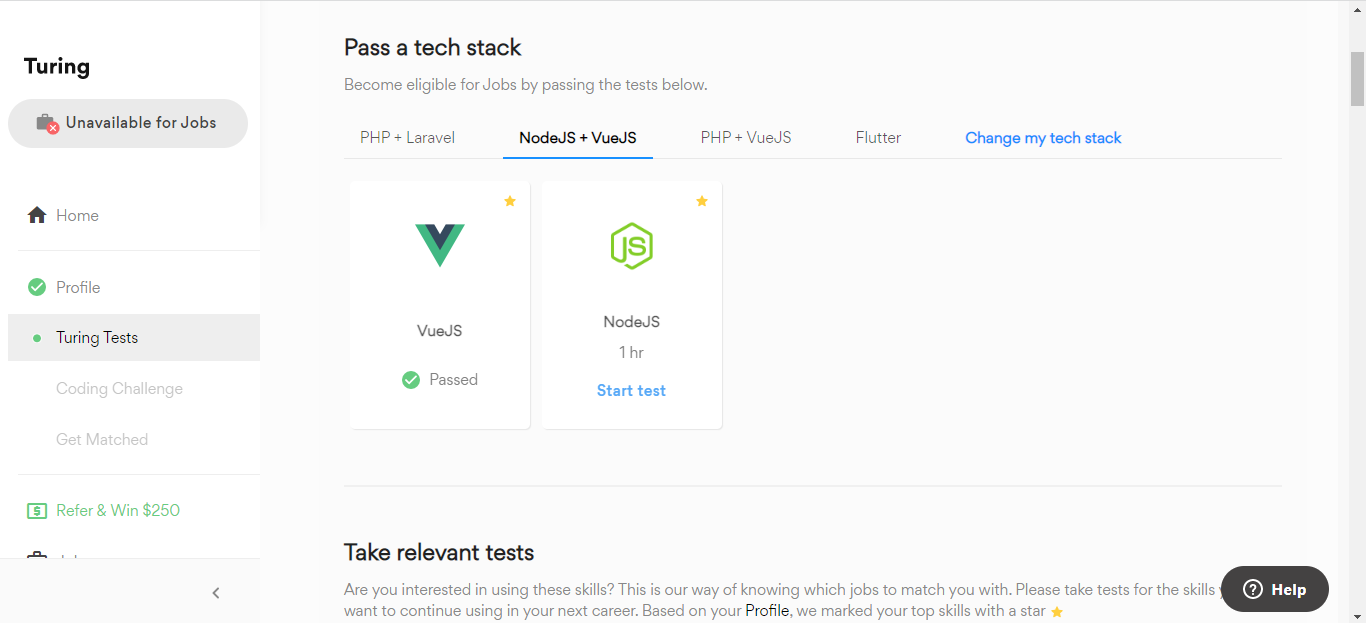 Turing
Unavailable for Jobs
Home
Profile
Turing Tests
Coding Challenge
Get Matched
Refer & Win $250
Pass a tech stack
Become eligible for Jobs by passing the tests below.
PHP + Laravel
NodeJS + VueJS
PHP + VueJS
Flutter
Change my tech stack
VueJS
Passed
JS
NodeJS
1 hr
Start test
Take relevant tests
Are you interested in using these skills? This is our way of knowing which jobs to match you with. Please take tests for the skills
want to continue using in your next career. Based on your Profile, we marked your top skills with a star
Help